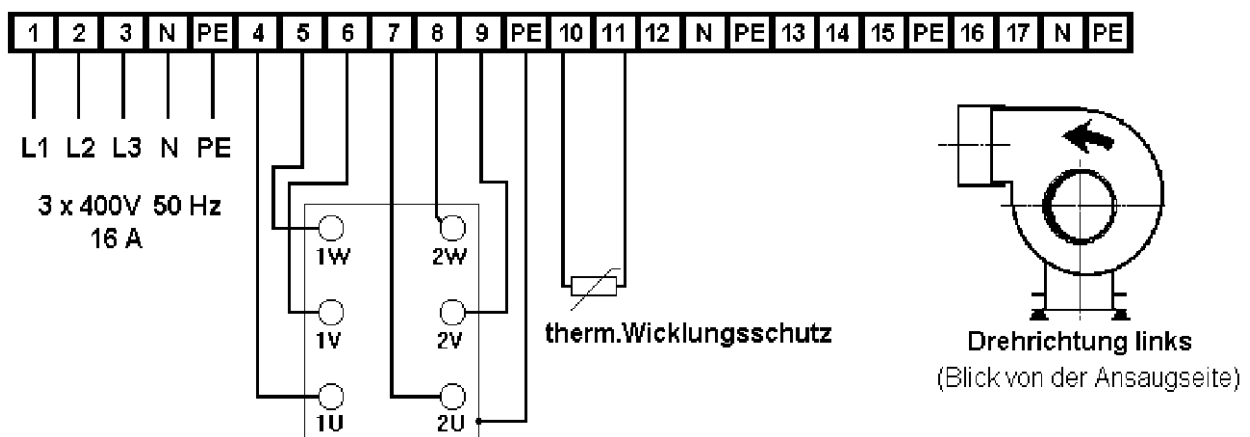 1 2 3 N PE 4 5 6 7 8 9 PE 10 11 12 N PE 13 14 15 PE 16 17 N PE
L1 L2 L3 N PE
3 x 400V 50 Hz
16 A
1W 2W
1V 2V
1U 2U
therm.Wicklungsschutz
Drehrichtung links
(Blick von der Ansaugseite)